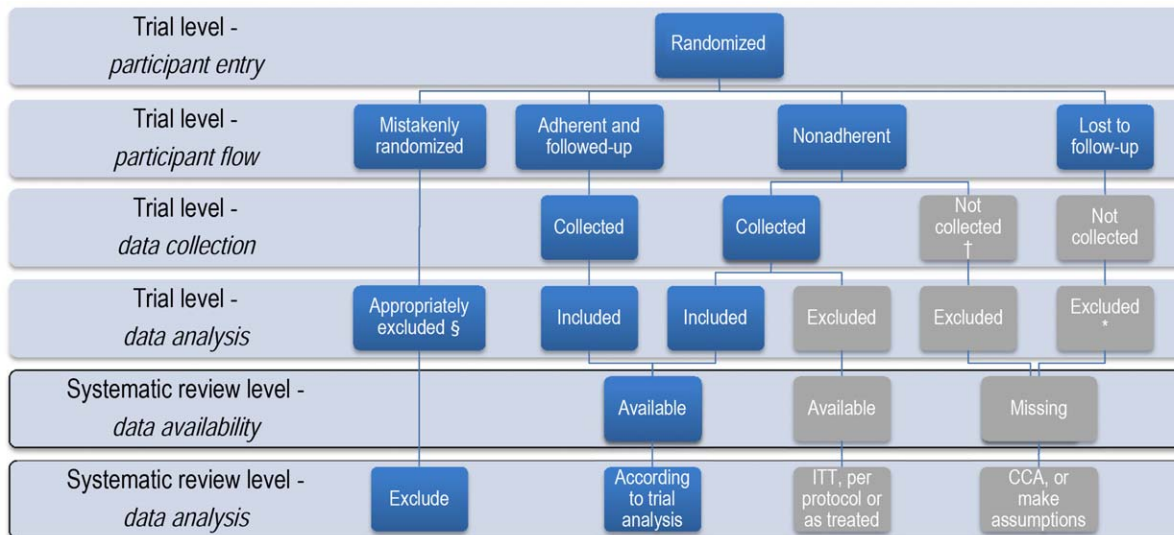 Trial level -
participant entry
Randomized
Trial level -
participant flow
Mistakenly
randomized
Adherent and
followed-up
Nonadherent
Lost to
follow-up
Trial level -
data collection
Collected
Collected
Not
collected
†
Not
collected
Trial level -
data analysis
Appropriately
excluded §
Included
Included
Excluded
Excluded
Excluded
*
Systematic review level -
data availability
Available
Available
Missing
Systematic review level -
data analysis
Exclude
According
to trial
analysis
ITT, per
protocol or
as treated
CCA, or
make
assumptions